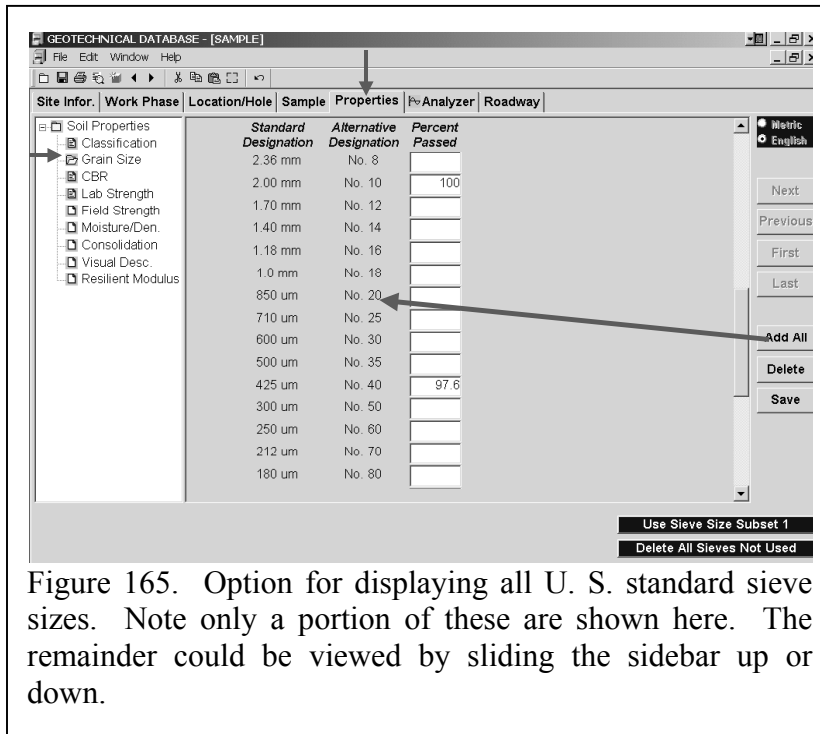 GEOTECHNICAL DATABASE - [SAMPLE]
File Edit Window Help
Site Infor. Work Phase Location/Hole Sample Properties Analyzer Roadway
Soil Properties
Classification
Grain Size
CBR
Lab Strength
Field Strength
Moisture/Den.
Consolidation
Visual Desc.
Resilient Modulus
Standard Designation Alternative Designation Percent Passed
2.36 mm No. 8
2.00 mm No. 10 100
1.70 mm No. 12
1.40 mm No. 14
1.18 mm No. 16
1.0 mm No. 18
850 um No. 20
710 um No. 25
600 um No. 30
500 um No. 35
425 um No. 40 97.6
300 um No. 50
250 um No. 60
212 um No. 70
180 um No. 80
Metric
English
Next
Previous
First
Last
Add All
Delete
Save
Use Sieve Size Subset 1
Delete All Sieves Not Used
Figure 165. Option for displaying all U. S. standard sieve
sizes. Note only a portion of these are shown here. The
remainder could be viewed by sliding the sidebar up or
down.